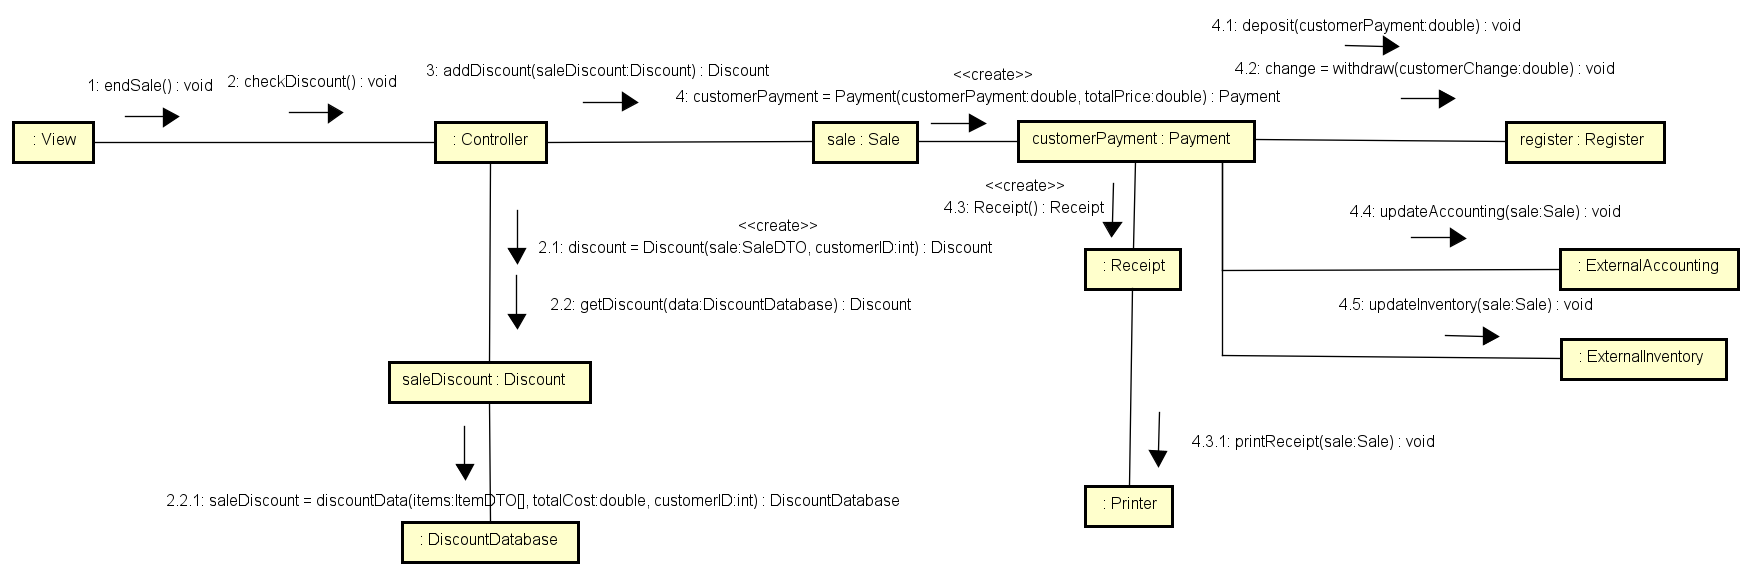 4.1: deposit(customerPayment:double) : void
4.2: change = withdraw(customerChange:double) : void
1: endSale() : void
2: checkDiscount() : void
3: addDiscount(saleDiscount:Discount) : Discount
<<create>>
4: customerPayment = Payment(customerPayment:double, totalPrice:double) : Payment
: View
: Controller
sale : Sale
customerPayment : Payment
register : Register
<<create>>
4.3: Receipt() : Receipt
4.4: updateAccounting(sale:Sale) : void
<<create>>
2.1: discount = Discount(sale:SaleDTO, customerID:int) : Discount
: Receipt
: ExternalAccounting
2.2: getDiscount(data:DiscountDatabase) : Discount
4.5: updateInventory(sale:Sale) : void
: ExternalInventory
saleDiscount : Discount
4.3.1: printReceipt(sale:Sale) : void
2.2.1: saleDiscount = discountData(items:ItemDTO[], totalCost:double, customerID:int) : DiscountDatabase
: Printer
: DiscountDatabase